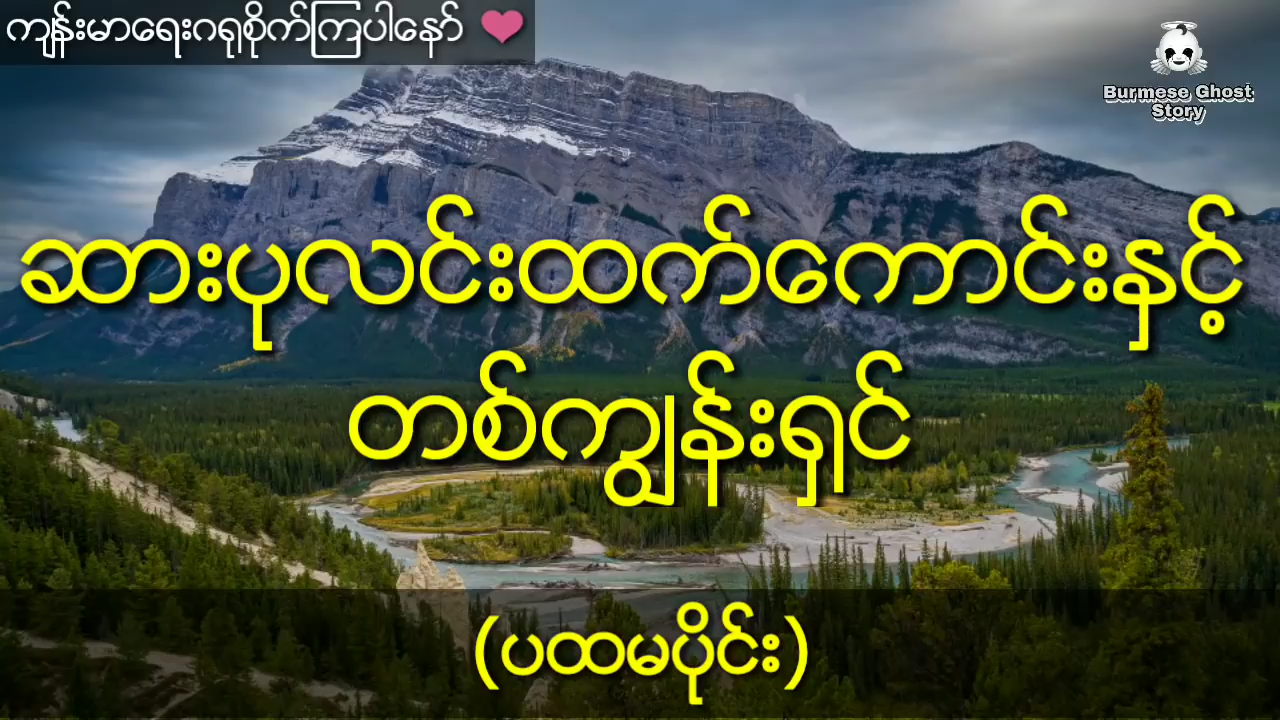 ကျန်းမာရေးဂရုစိုက်ကြပါနော် ❤
Burmese Ghost
Story
ဆားပုလင်းထက်ကောင်းနှင့်
တစ်ကျွန်းရှင်
(ပထမပိုင်း)